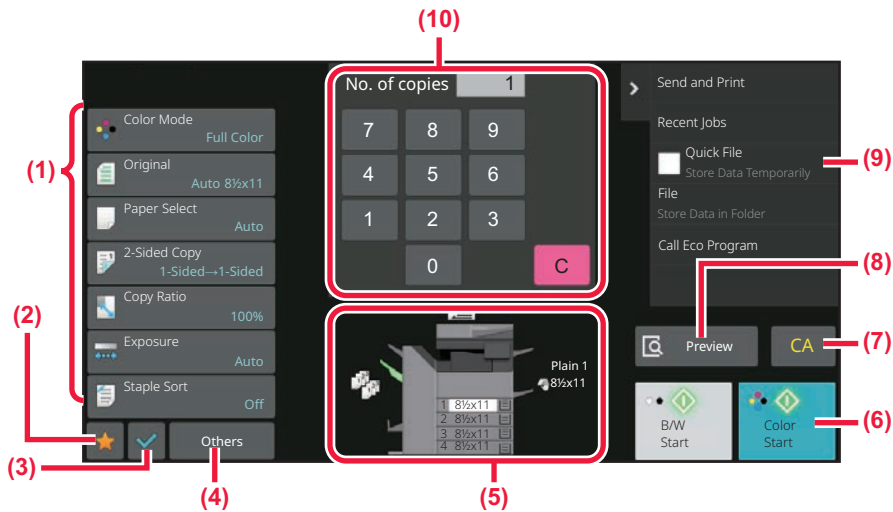 (10)
No. of copies 1
7 8 9
4 5 6
1 2 3
0 C
(1)
Color Mode
Full Color
Original
Auto 8½x11
Paper Select
Auto
2-Sided Copy
1-Sided→1-Sided
Copy Ratio
100%
Exposure
Auto
Staple Sort
Off
(2)
(3)
Others
(4)
Plain 1
8½x11
1 8½x11
2 8½x11
3 8½x11
4 8½x11
(5)
Send and Print
Recent Jobs
Quick File
Store Data Temporarily
(9)
File
Store Data in Folder
Call Eco Program
(8)
Preview
CA
(7)
B/W
Start
Color
Start
(6)